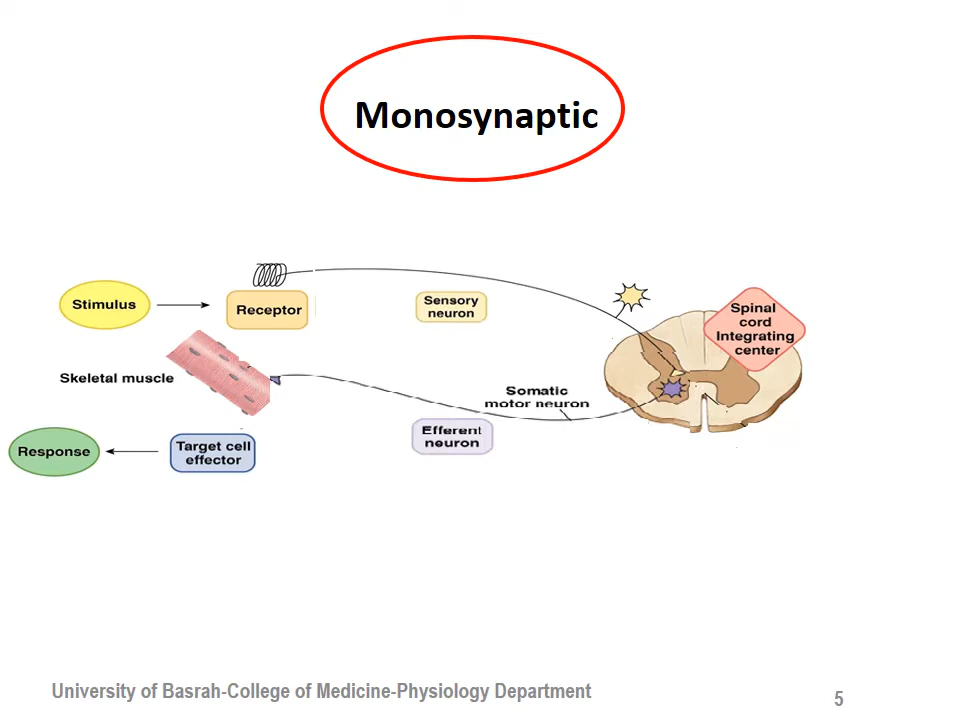 Monosynaptic
Stimulus
Receptor
Sensory
neuron
Spinal
cord
Integrating
center
Skeletal muscle
Somatic
motor neuron
Efferent
neuron
Response
Target cell
effector
University of Basrah-College of Medicine-Physiology Department
5